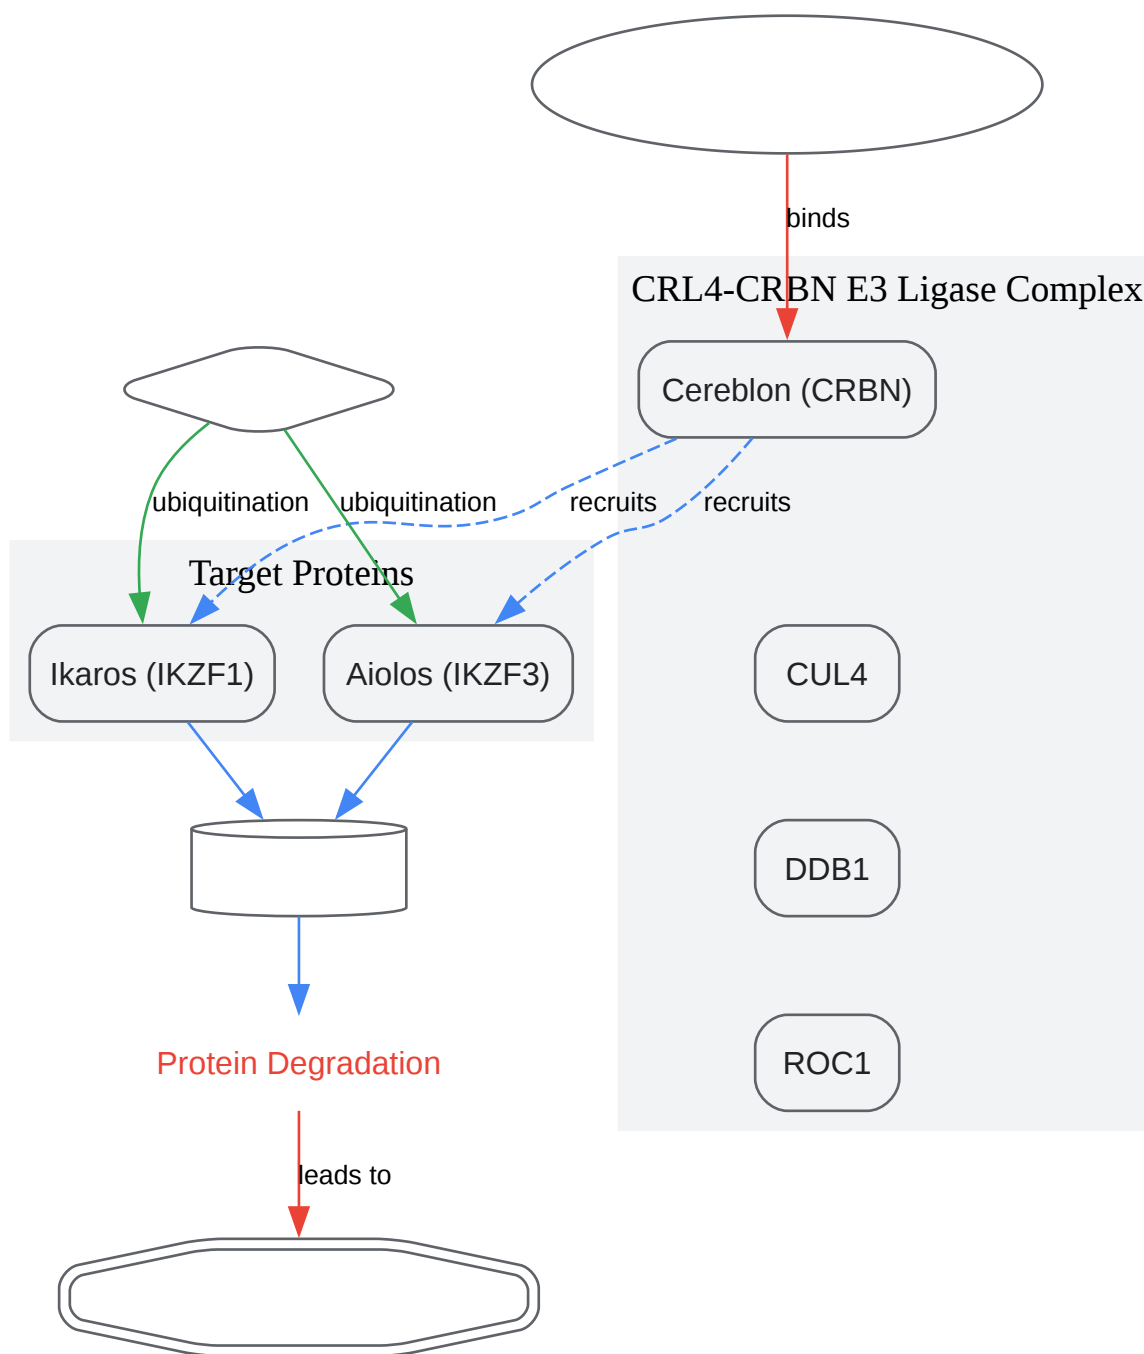 binds
CRL4-CRBN E3 Ligase Complex
Cerebron (CRBN)
ubiquitination
ubiquitination
recruits
recruits
Target Proteins
Ikaros (IKZF1)
Aiolos (IKZF3)
CUL4
DDB1
Protein Degradation
ROC1
leads to